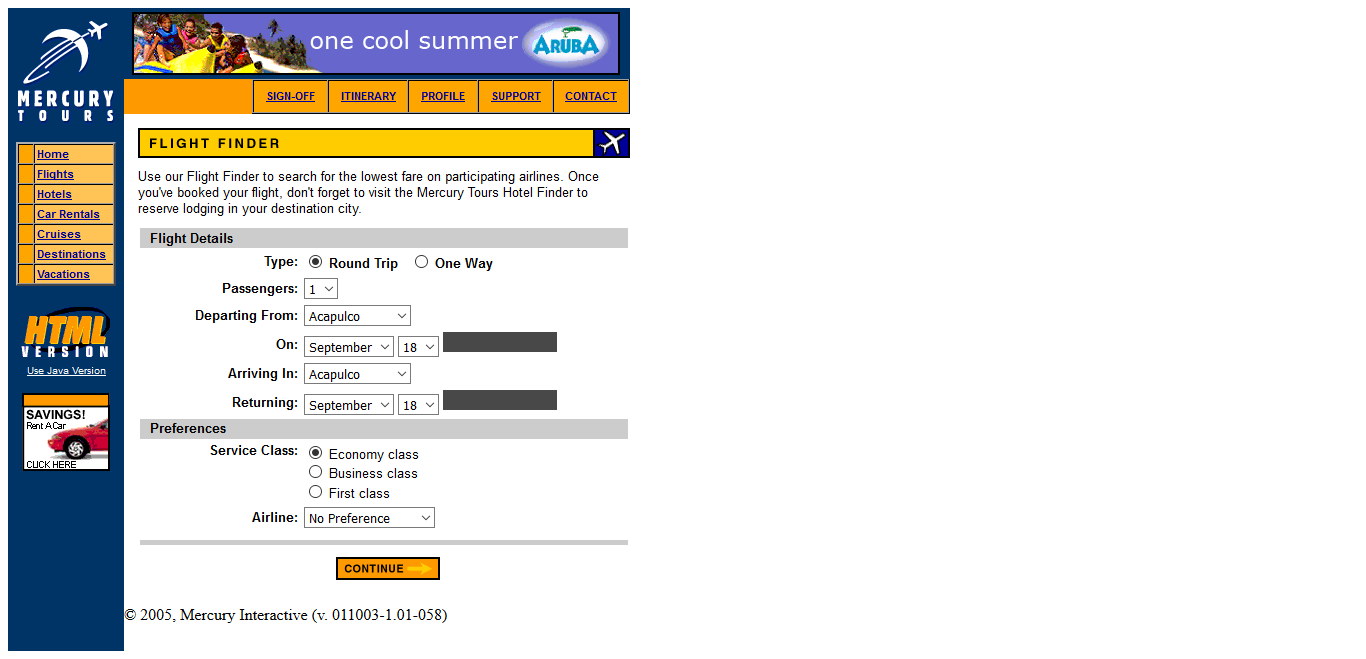 one cool summer ARUBA
MERCURY
TOURS
SIGN-OFF ITINERARY PROFILE SUPPORT CONTACT
Home
Flights
Hotels
Car Rentals
Cruises
Destinations
Vacations
HTML
VERSION
Use Java Version
SAVINGS!
Rent A Car
CLICK HERE
FLIGHT FINDER
Use our Flight Finder to search for the lowest fare on participating airlines. Once
you've booked your flight, don't forget to visit the Mercury Tours Hotel Finder to
reserve lodging in your destination city.
Flight Details
Type: Round Trip One Way
Passengers: 1
Departing From: Acapulco
On: September 18
Arriving In: Acapulco
Returning: September 18
Preferences
Service Class: Economy class
Business class
First class
Airline: No Preference
CONTINUE
© 2005, Mercury Interactive (v. 011003-1.01-058)